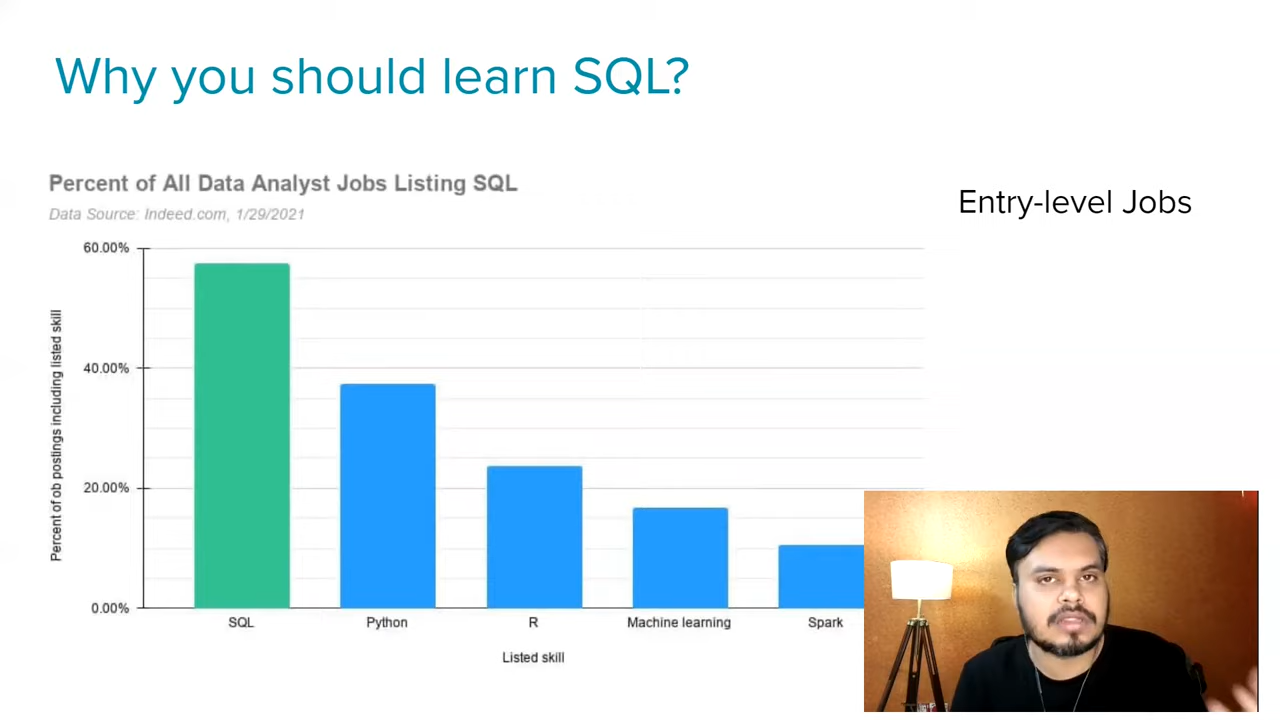 Why you should learn SQL?
Percent of All Data Analyst Jobs Listing SQL
Data Source: Indeed.com, 1/29/2021
Entry-level Jobs
60.00%
40.00%
20.00%
0.00%
Percent of ob postings including listed skill
SQL Python R Machine learning Spark
Listed skill